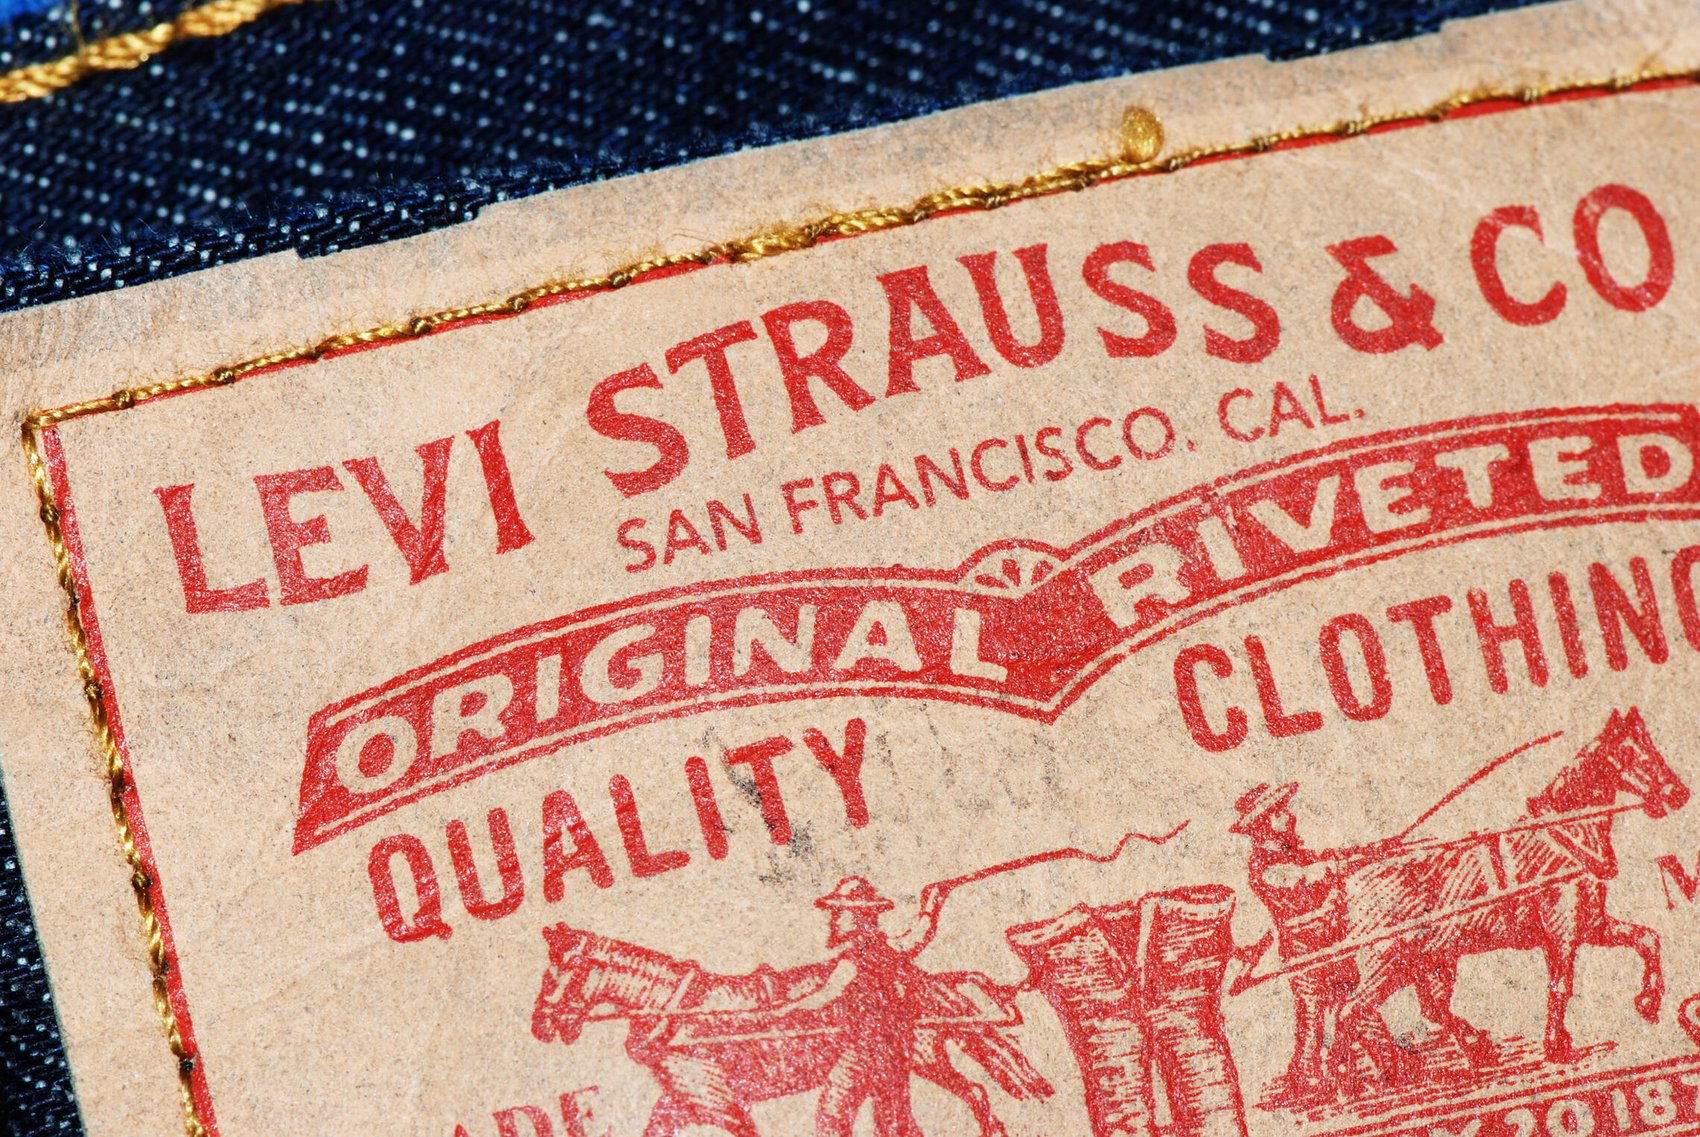 LEVI STRAUSS & CO
SAN FRANCISCO, CAL.
ORIGINAL RIVETED
QUALITY CLOTHING